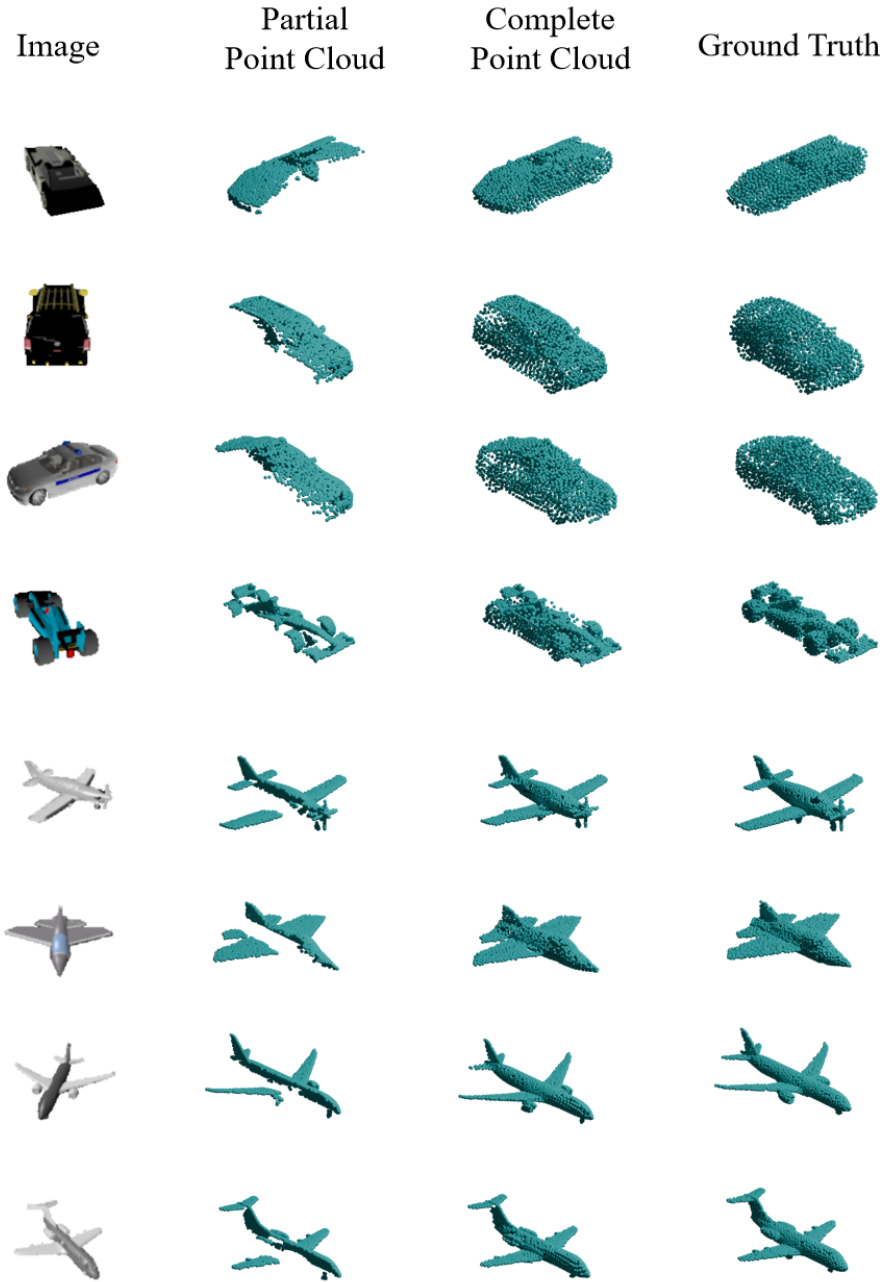 Image
Partial
Point Cloud
Complete
Point Cloud
Ground Truth